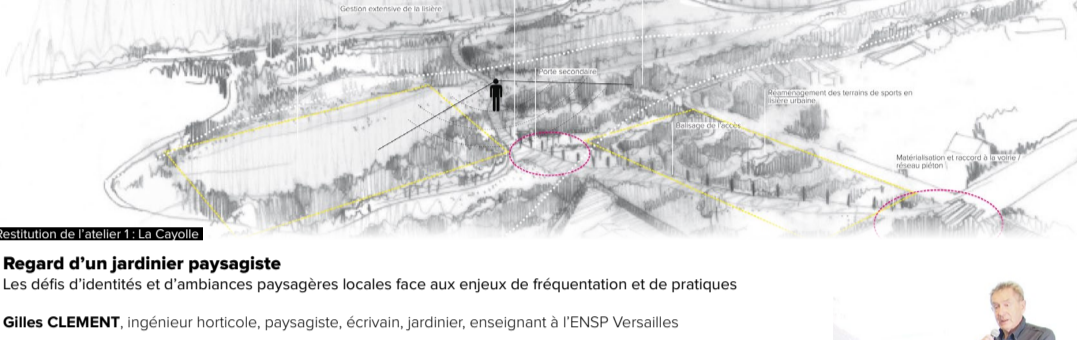 Gestion extensive de la lisière
Porte secondaire
Réaménagement des terrains de sports en
lisière urbaine
Balisage de l'accès
Matérialisation et raccord à la voirie /
réseau piéton
Restitution de l'atelier 1 : La Cayolle
Regard d'un jardinier paysagiste
Les défis d'identités et d'ambiances paysagères locales face aux enjeux de fréquentation et de pratiques
Gilles CLEMENT, ingénieur horticole, paysagiste, écrivain, jardinier, enseignant à l'ENSP Versailles